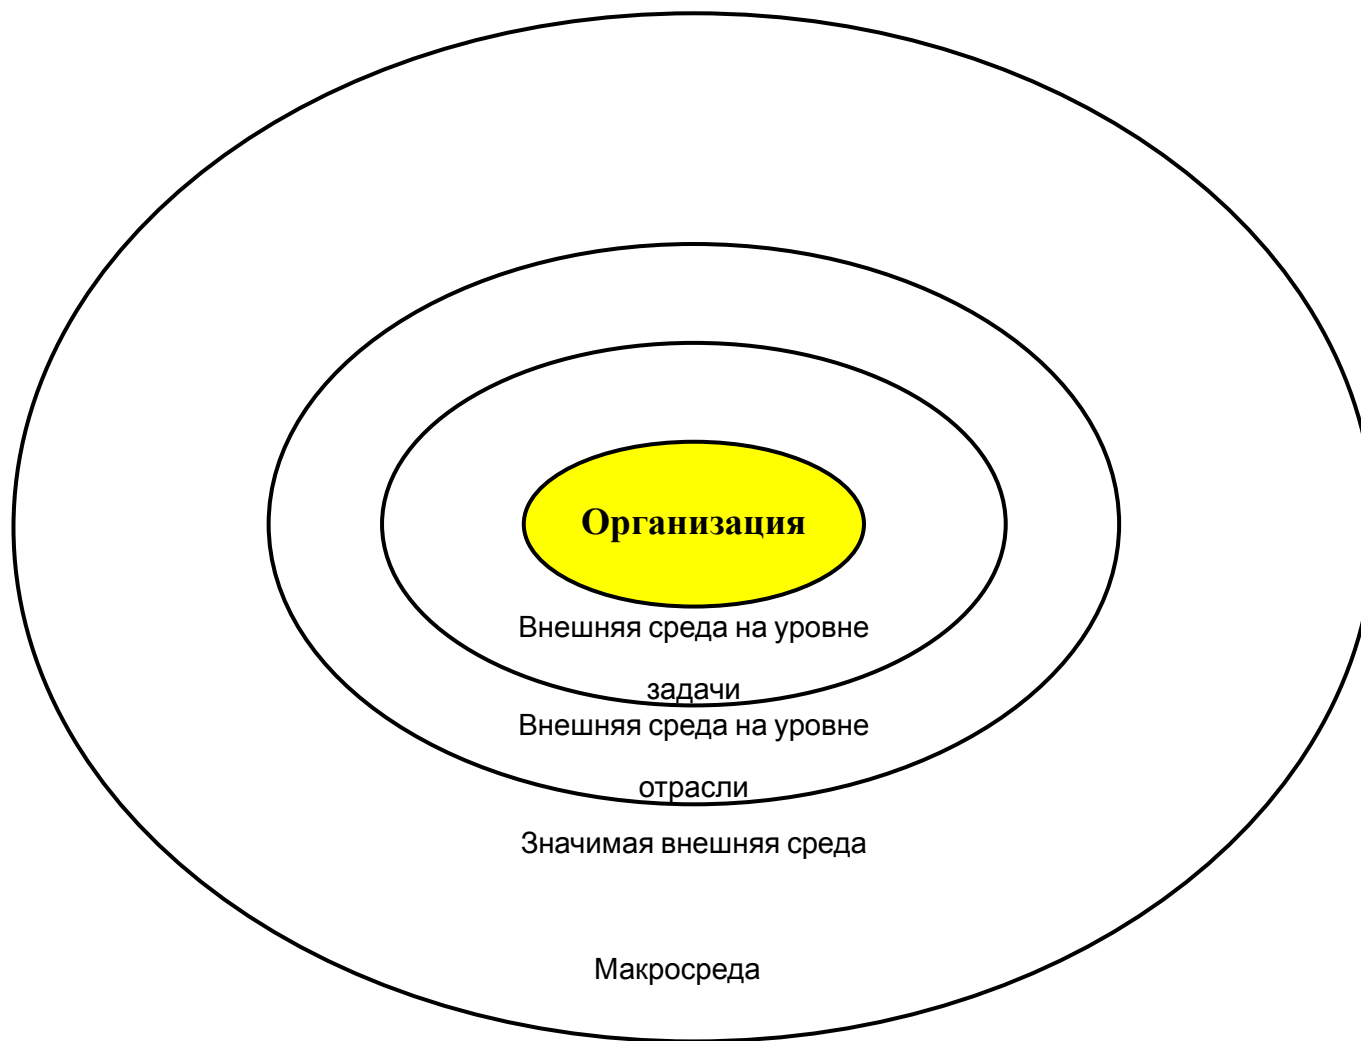 Организация
Внешняя среда на уровне
задачи
Внешняя среда на уровне
отрасли
Значимая внешняя среда
Макросреда